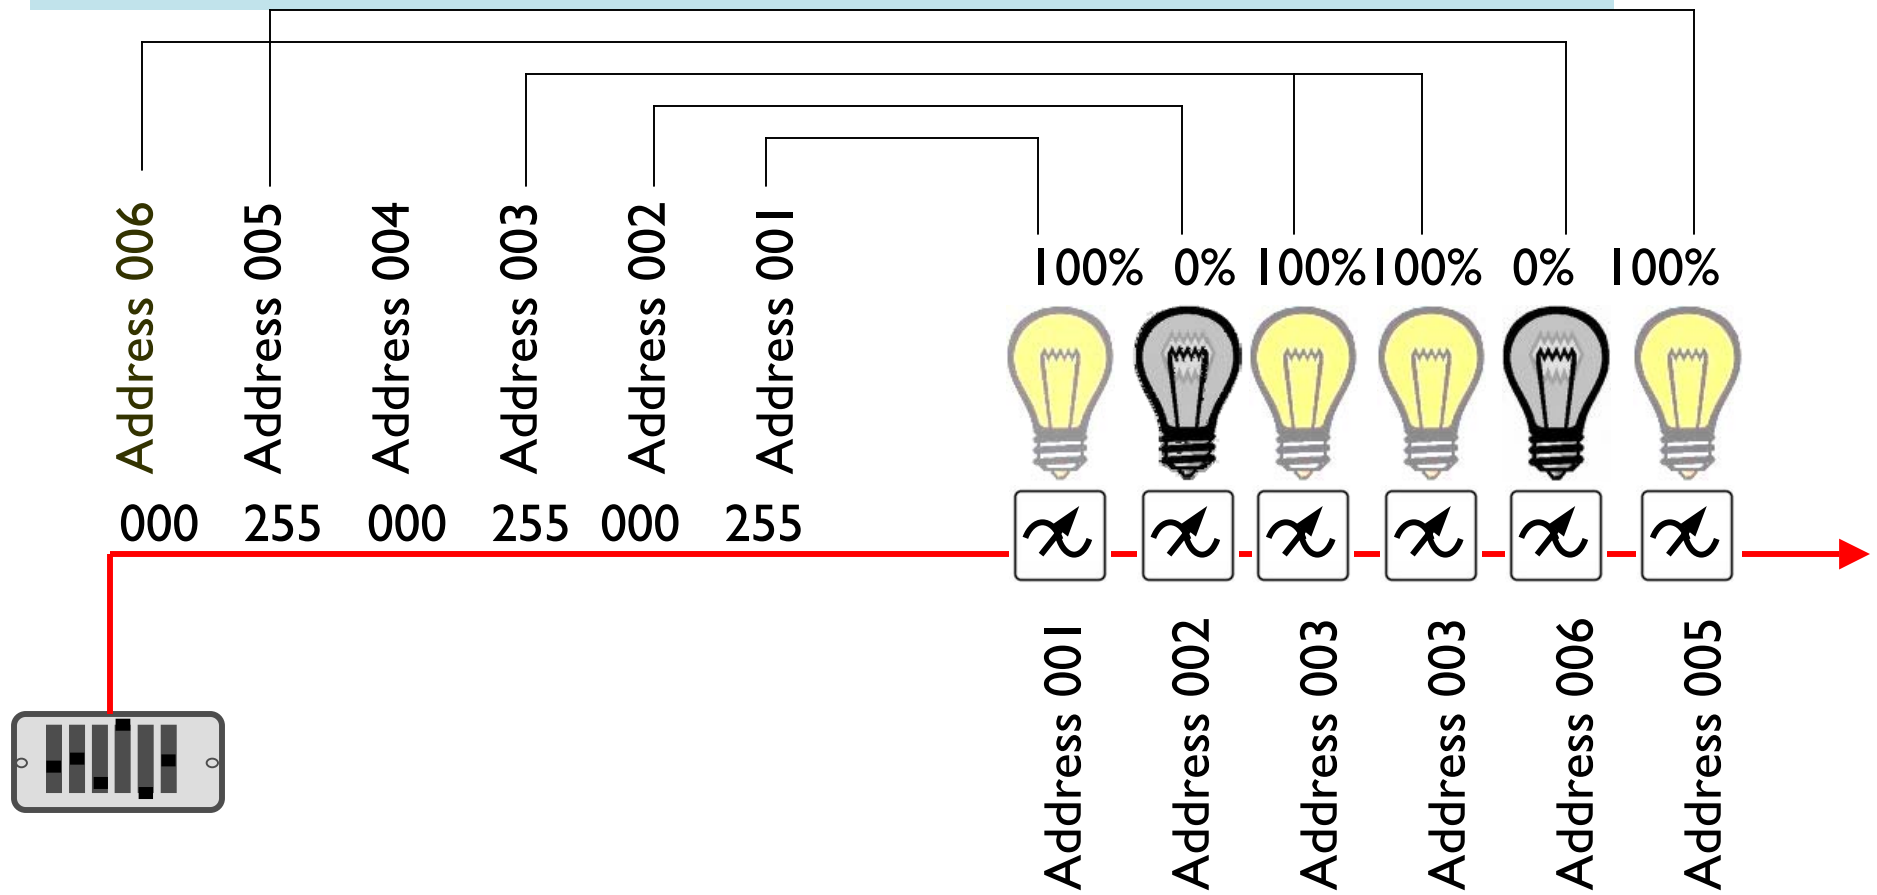 Address 006
Address 005
Address 004
Address 003
Address 002
Address 001
100% 0% 100% 100% 0% 100%
000 255 000 255 000 255
Address 001
Address 002
Address 003
Address 003
Address 006
Address 005